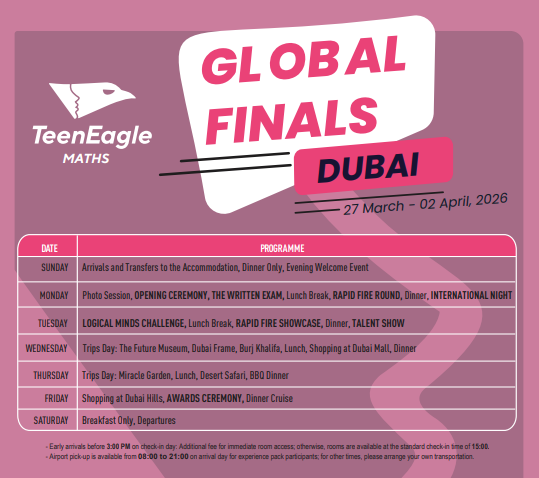 GLOBAL
FINALS
TeenEagle
MATHS
DUBAI
27 March - 02 April, 2026
DATE PROGRAMME
SUNDAY Arrivals and Transfers to the Accommodation, Dinner Only, Evening Welcome Event
MONDAY Photo Session, OPENING CEREMONY, THE WRITTEN EXAM, Lunch Break, RAPID FIRE ROUND, Dinner, INTERNATIONAL NIGHT
TUESDAY LOGICAL MINDS CHALLENGE, Lunch Break, RAPID FIRE SHOWCASE, Dinner, TALENT SHOW
WEDNESDAY Trips Day: The Future Museum, Dubai Frame, Burj Khalifa, Lunch, Shopping at Dubai Mall, Dinner
THURSDAY Trips Day: Miracle Garden, Lunch, Desert Safari, BBQ Dinner
FRIDAY Shopping at Dubai Hills, AWARDS CEREMONY, Dinner Cruise
SATURDAY Breakfast Only, Departures
- Early arrivals before 3:00 PM on check-in day: Additional fee for immediate room access; otherwise, rooms are available at the standard check-in time of 15:00.
- Airport pick-up is available from 08:00 to 21:00 on arrival day for experience pack participants; for other times, please arrange your own transportation.